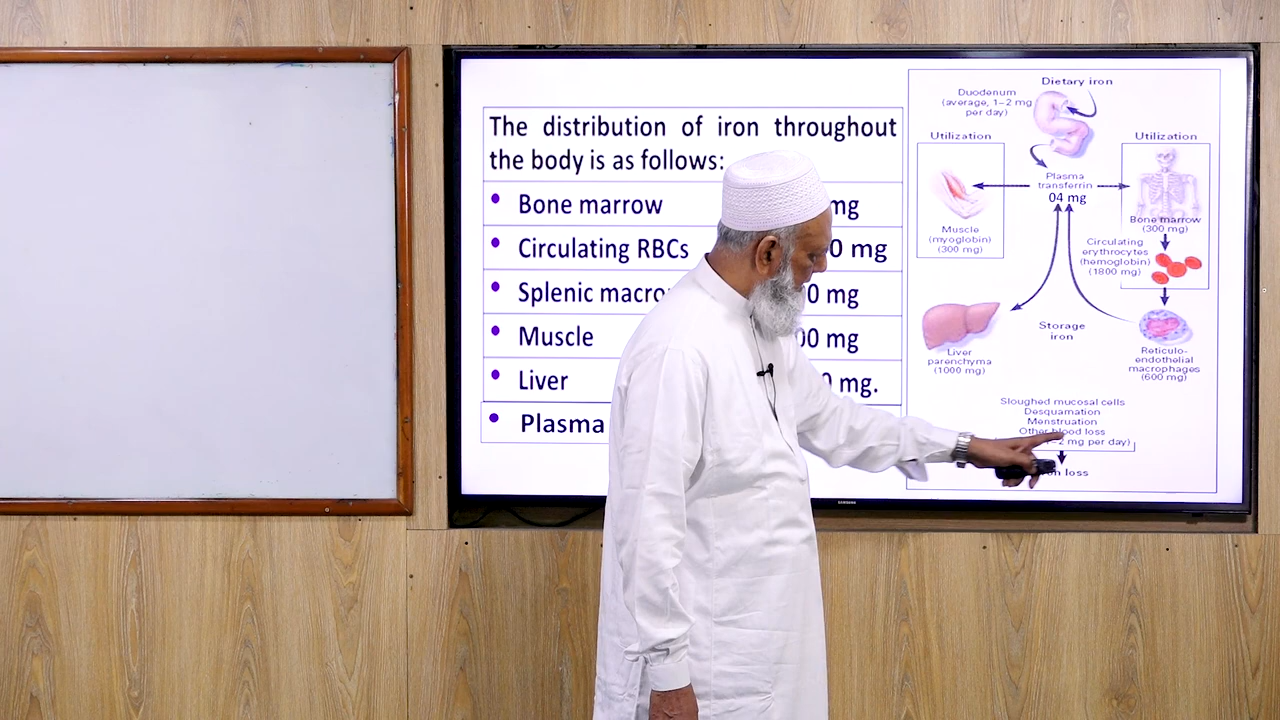 The distribution of iron throughout
the body is as follows:
• Bone marrow mg
• Circulating RBCs 0 mg
• Splenic 0 mg
• Muscle 00 mg
• Liver 0 mg.
• Plasma
Dietary iron
Duodenum
(average, 1–2 mg
per day)
Utilization
Utilization
Plasma
transferrin
04 mg
Muscle
(myoglobin)
(300 mg)
Bone marrow
(300 mg)
Circulating
erythrocytes
(hemoglobin)
(1800 mg)
Storage
iron
Liver
parenchyma
(1000 mg)
Reticulo-
endothelial
macrophages
(600 mg)
Sloughed mucosal cells
Desquamation
Menstruation
Other blood loss
2 mg per day)
loss
SAMSUNG